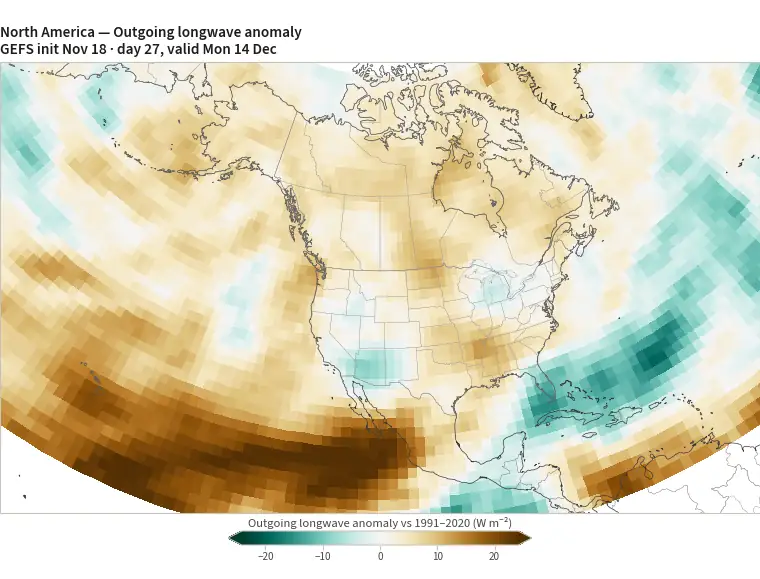 North America — Outgoing longwave anomaly
GEFS init Nov 18 · day 27, valid Mon 14 Dec
Outgoing longwave anomaly vs 1991–2020 (W m⁻²)
−20 −10 0 10 20